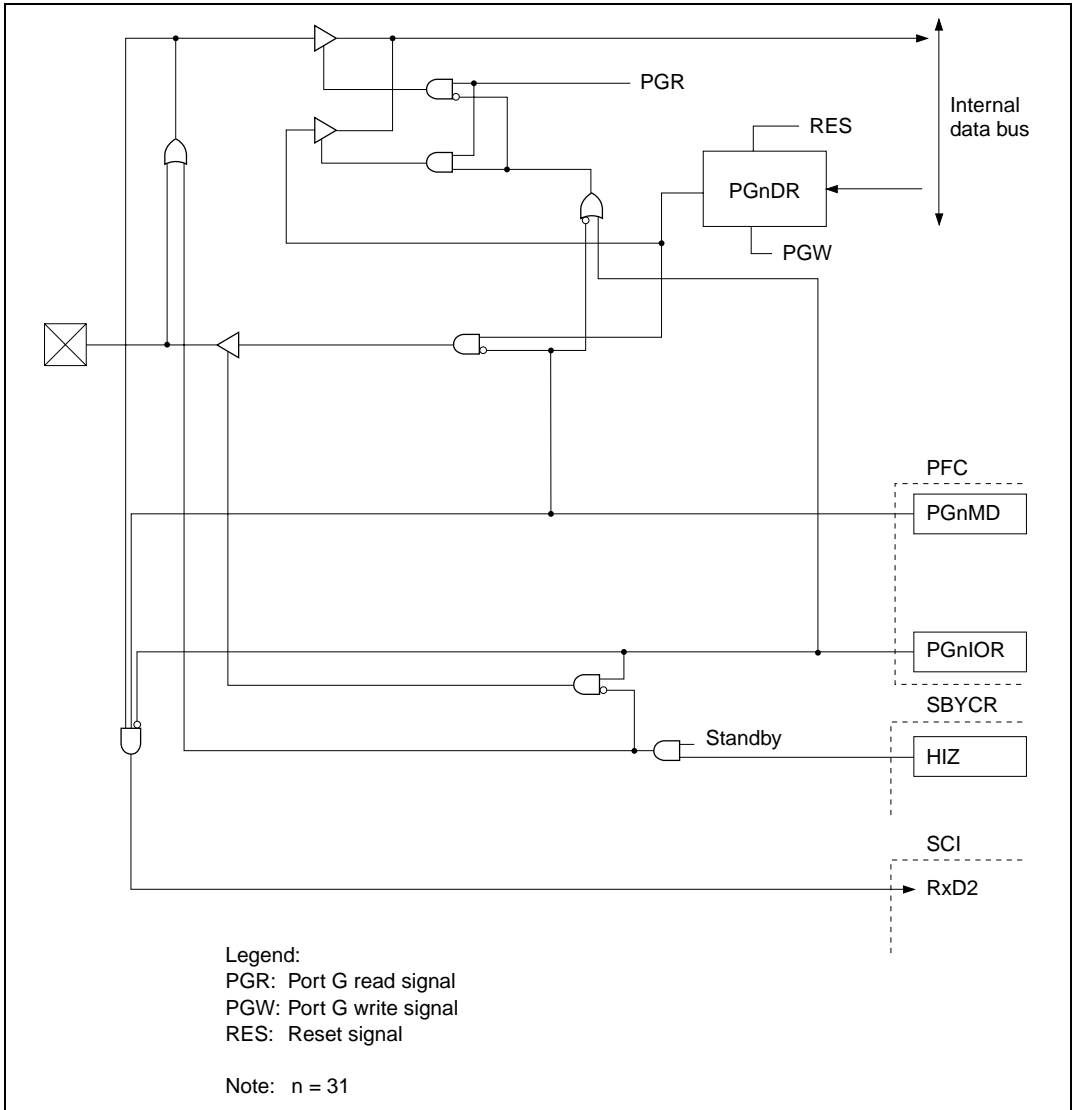 PGR
Internal
data bus
RES
PGnDR
PGW
PFC
PGnMD
PGnIOR
SBYCR
Standby
HIZ
SCI
RxD2
Legend:
PGR: Port G read signal
PGW: Port G write signal
RES: Reset signal
Note: n = 31